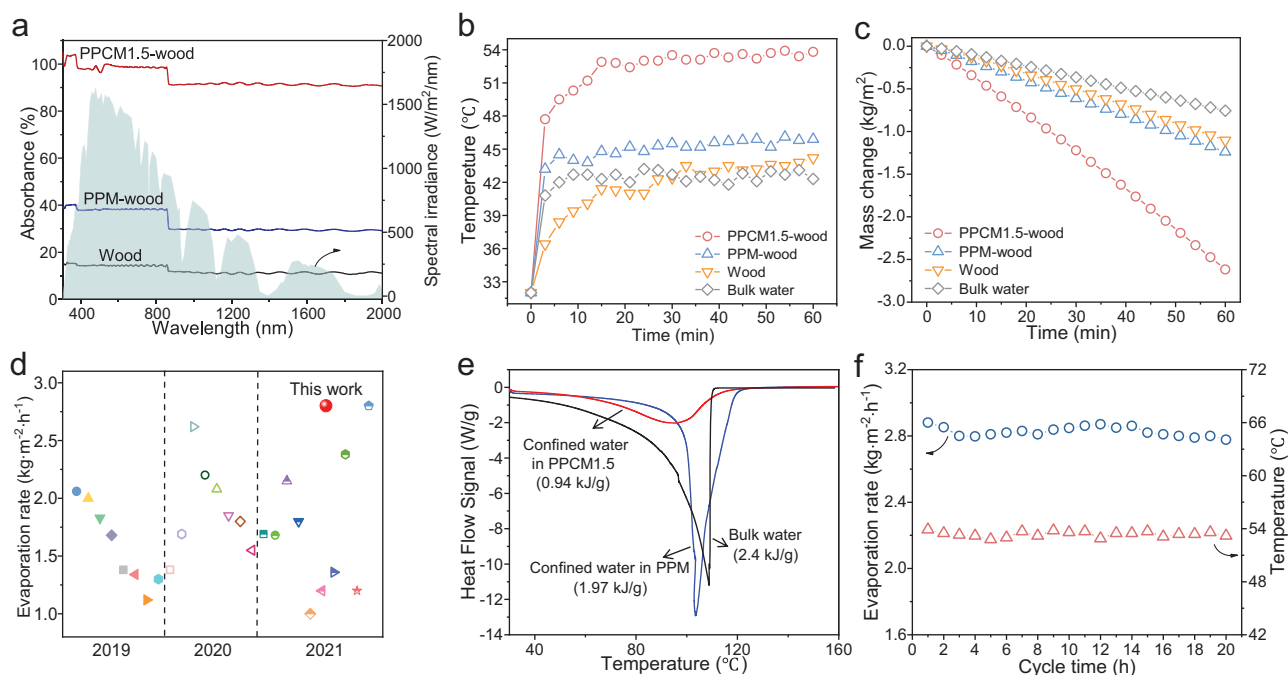 a
PPCM1.5-wood
PPM-wood
Wood
Absorbance (%)
100
80
60
40
20
0
2000
1500
1000
500
0
Spectral irradiance (W/m²/nm)
400 800 1200 1600 2000
Wavelength (nm)
b
Temperature (℃)
54
51
48
45
42
39
36
33
PPCM1.5-wood
PPM-wood
Wood
Bulk water
0 10 20 30 40 50 60
Time (min)
c
Mass change (kg/m²)
0.0
-0.5
-1.0
-1.5
-2.0
-2.5
-3.0
PPCM1.5-wood
PPM-wood
Wood
Bulk water
0 10 20 30 40 50 60
Time (min)
d
This work
Evaporation rate (kg·m⁻²·h⁻¹)
3.0
2.5
2.0
1.5
1.0
2019 2020 2021
e
Heat Flow Signal (W/g)
0
-2
-4
-6
-8
-10
-12
-14
Confined water
in PPCM1.5
(0.94 kJ/g)
Confined water in PPM
(1.97 kJ/g)
Bulk water
(2.4 kJ/g)
40 80 120 160
Temperature (℃)
f
Evaporation rate (kg·m⁻²·h⁻¹)
3.2
2.8
2.4
2.0
1.6
72
66
60
54
48
42
Temperature (℃)
0 2 4 6 8 10 12 14 16 18 20
Cycle time (h)